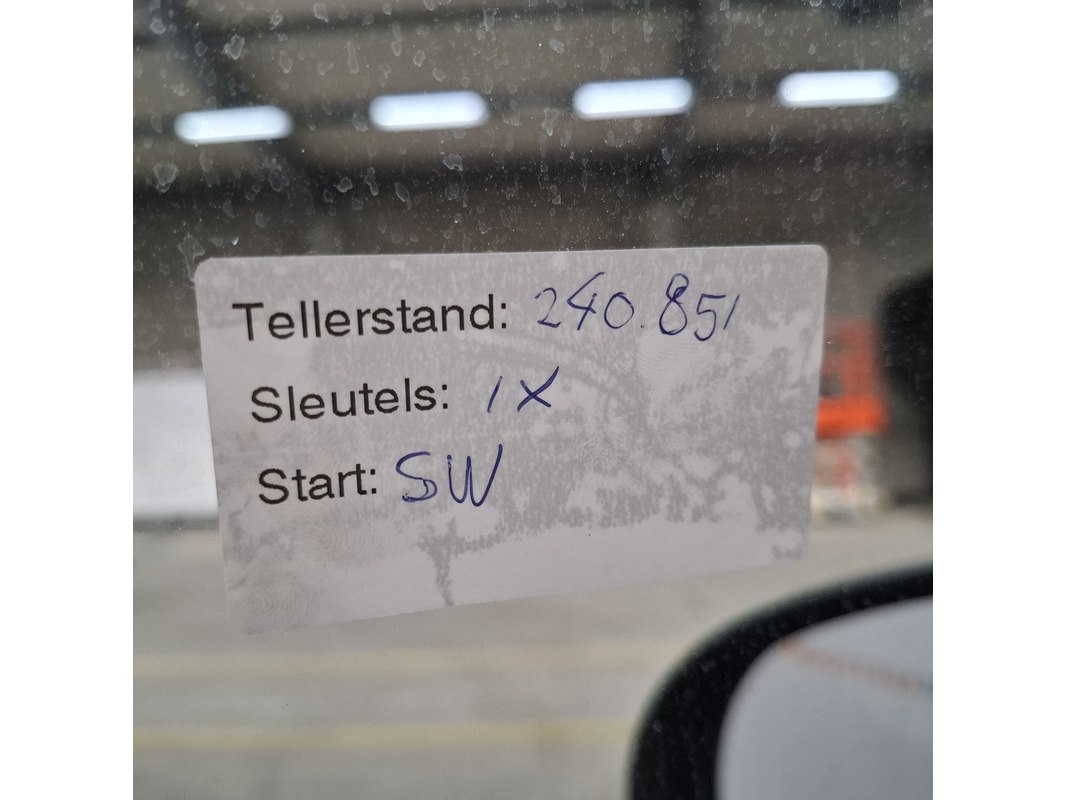 Tellerstand: 240.851
Sleutels: 1X
Start: SW